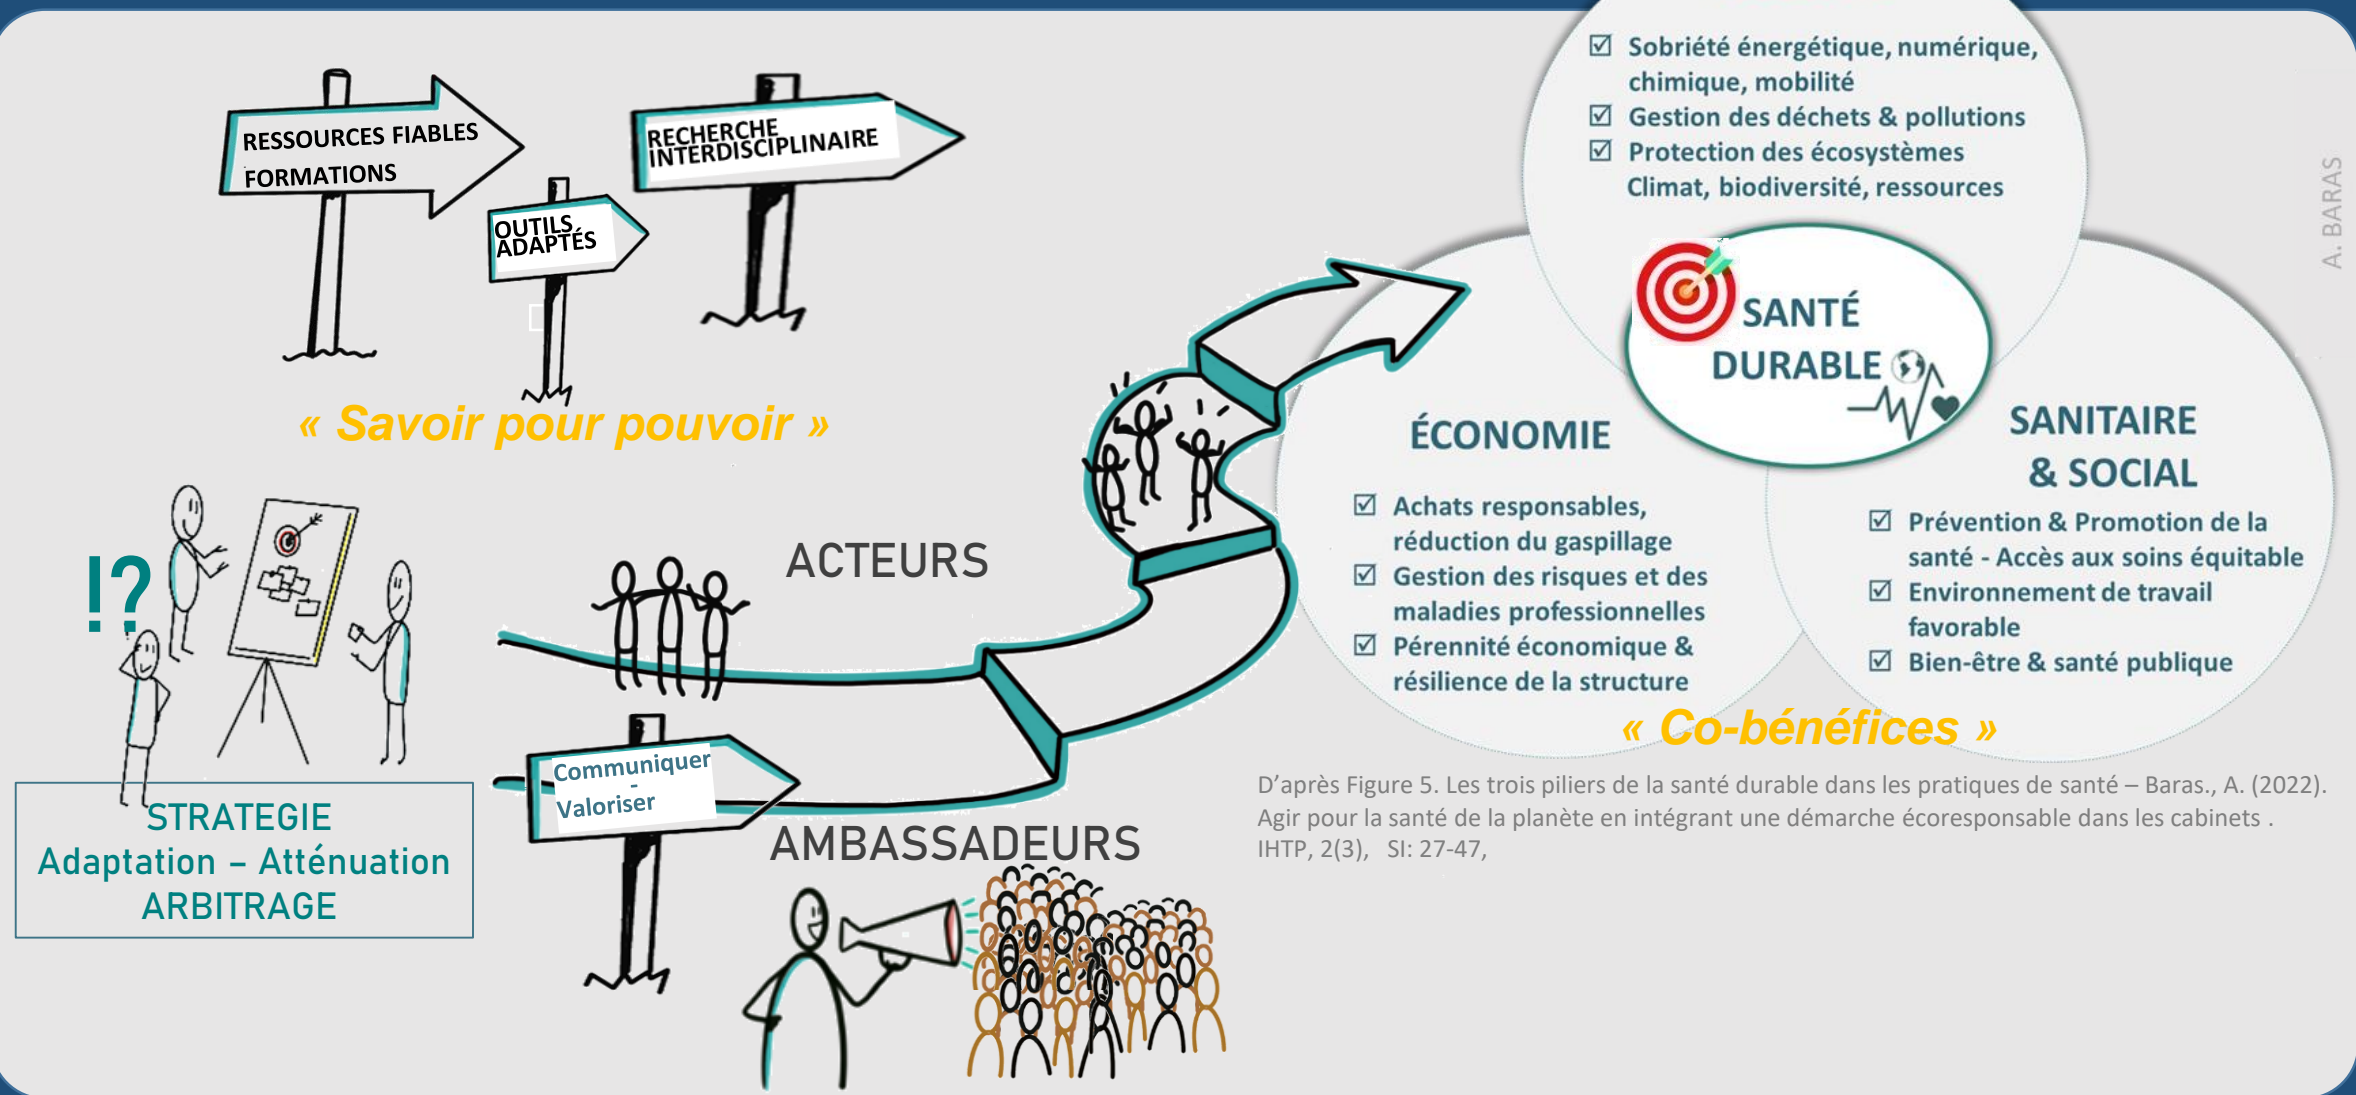 RESSOURCES FIABLES
FORMATIONS
RECHERCHE
INTERDISCIPLINAIRE
OUTILS
ADAPTÉS
« Savoir pour pouvoir »
!?
STRATEGIE
Adaptation – Atténuation
ARBITRAGE
ACTEURS
Communiquer
-
Valoriser
AMBASSADEURS
Sobriété énergétique, numérique,
chimique, mobilité
Gestion des déchets & pollutions
Protection des écosystèmes
Climat, biodiversité, ressources
SANTÉ
DURABLE
ÉCONOMIE
Achats responsables,
réduction du gaspillage
Gestion des risques et des
maladies professionnelles
Pérennité économique &
résilience de la structure
SANITAIRE
& SOCIAL
Prévention & Promotion de la
santé - Accès aux soins équitable
Environnement de travail
favorable
Bien-être & santé publique
« Co-bénéfices »
D’après Figure 5. Les trois piliers de la santé durable dans les pratiques de santé – Baras., A. (2022).
Agir pour la santé de la planète en intégrant une démarche écoresponsable dans les cabinets .
IHTP, 2(3), SI: 27-47,
A. BARAS